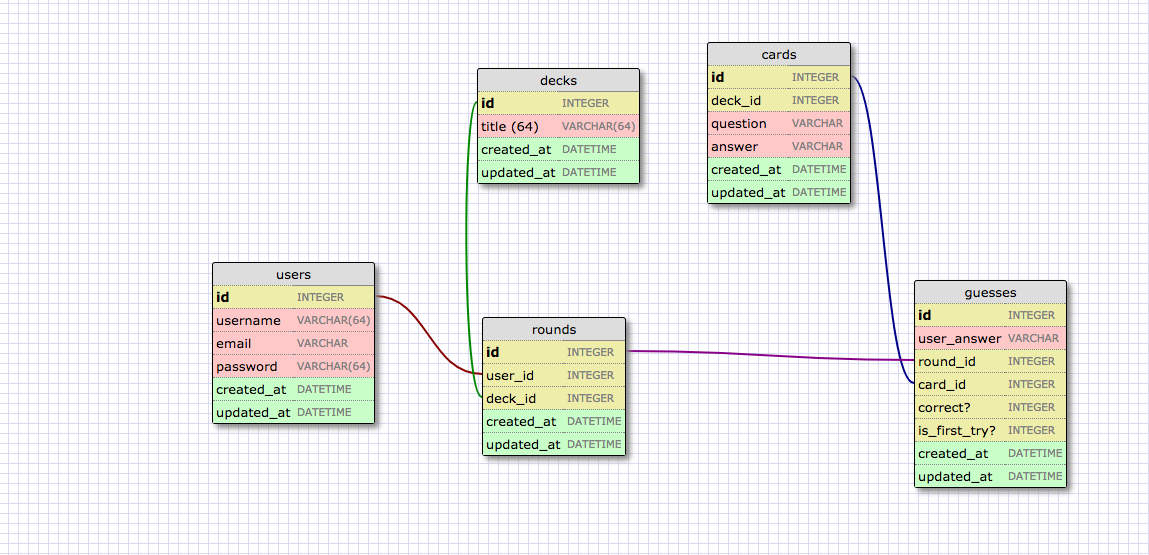 cards
id INTEGER
deck_id INTEGER
question VARCHAR
answer VARCHAR
created_at DATETIME
updated_at DATETIME
decks
id INTEGER
title (64) VARCHAR(64)
created_at DATETIME
updated_at DATETIME
users
id INTEGER
username VARCHAR(64)
email VARCHAR
password VARCHAR(64)
created_at DATETIME
updated_at DATETIME
rounds
id INTEGER
user_id INTEGER
deck_id INTEGER
created_at DATETIME
updated_at DATETIME
guesses
id INTEGER
user_answer VARCHAR
round_id INTEGER
card_id INTEGER
correct? INTEGER
is_first_try? INTEGER
created_at DATETIME
updated_at DATETIME